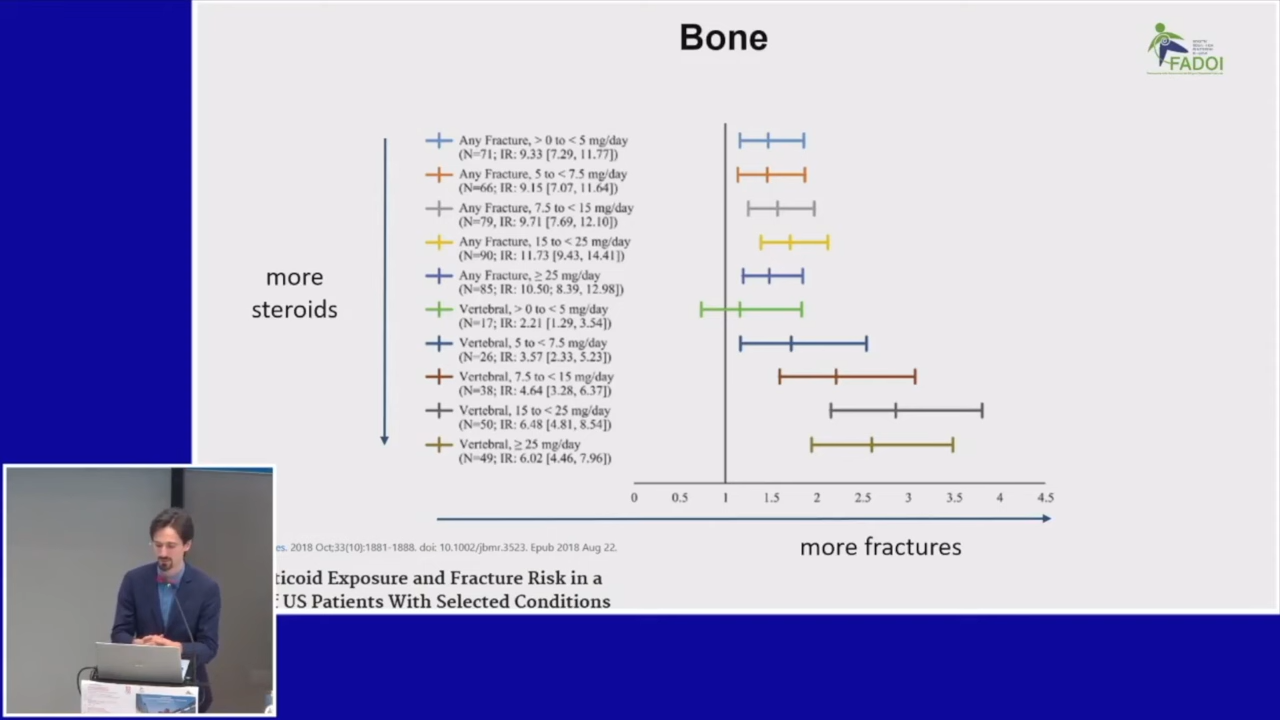 Bone
FADOI
more
steroids
Any Fracture, > 0 to < 5 mg/day
(N=71; IR: 9.33 [7.29, 11.77])
Any Fracture, 5 to < 7.5 mg/day
(N=66; IR: 9.15 [7.07, 11.64])
Any Fracture, 7.5 to < 15 mg/day
(N=79, IR: 9.71 [7.69, 12.10])
Any Fracture, 15 to < 25 mg/day
(N=90; IR: 11.73 [9.43, 14.41])
Any Fracture, ≥ 25 mg/day
(N=85; IR: 10.50; 8.39, 12.98])
Vertebral, > 0 to < 5 mg/day
(N=17; IR: 2.21 [1.29, 3.54])
Vertebral, 5 to < 7.5 mg/day
(N=26; IR: 3.57 [2.33, 5.23])
Vertebral, 7.5 to < 15 mg/day
(N=38; IR: 4.64 [3.28, 6.37])
Vertebral, 15 to < 25 mg/day
(N=50; IR: 6.48 [4.81, 8.54])
Vertebral, ≥ 25 mg/day
(N=49; IR: 6.02 [4.46, 7.96])
0 0.5 1 1.5 2 2.5 3 3.5 4 4.5
more fractures
es. 2018 Oct;33(10):1881-1888. doi: 10.1002/jbmr.3523. Epub 2018 Aug 22.
ticoid Exposure and Fracture Risk in a
US Patients With Selected Conditions